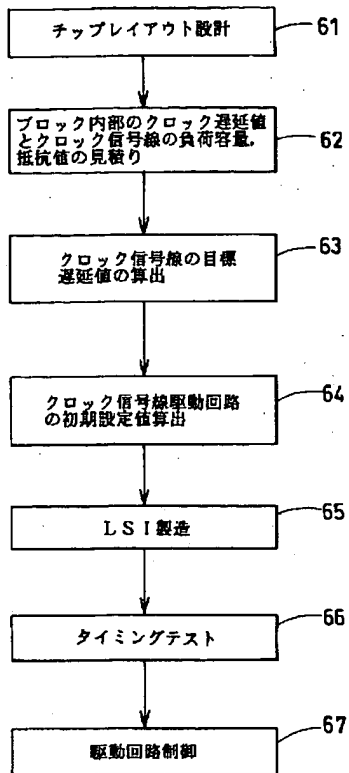 チップレイアウト設計
61
ブロック内部のクロック遅延値
とクロック信号線の負荷容量,
抵抗値の見積り
62
クロック信号線の目標
遅延値の算出
63
クロック信号線駆動回路
の初期設定値算出
64
LSI製造
65
タイミングテスト
66
駆動回路制御
67